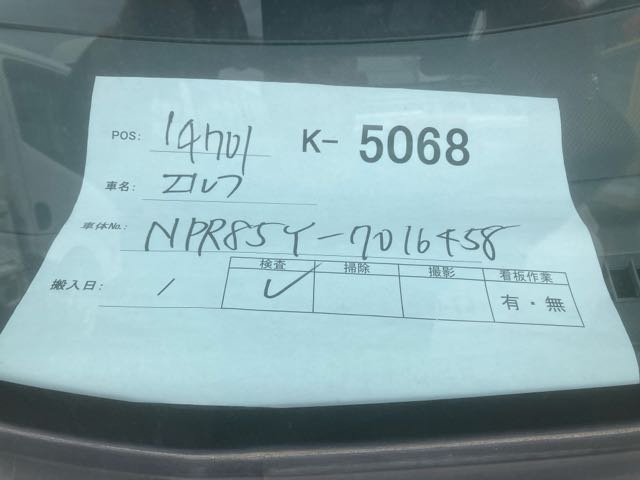 POS: 14701 K- 5068
車名: エルフ
車体No. NPR85Y-7016458
検査 掃除 撮影 看板作業
搬入日: / ✓ 有・無